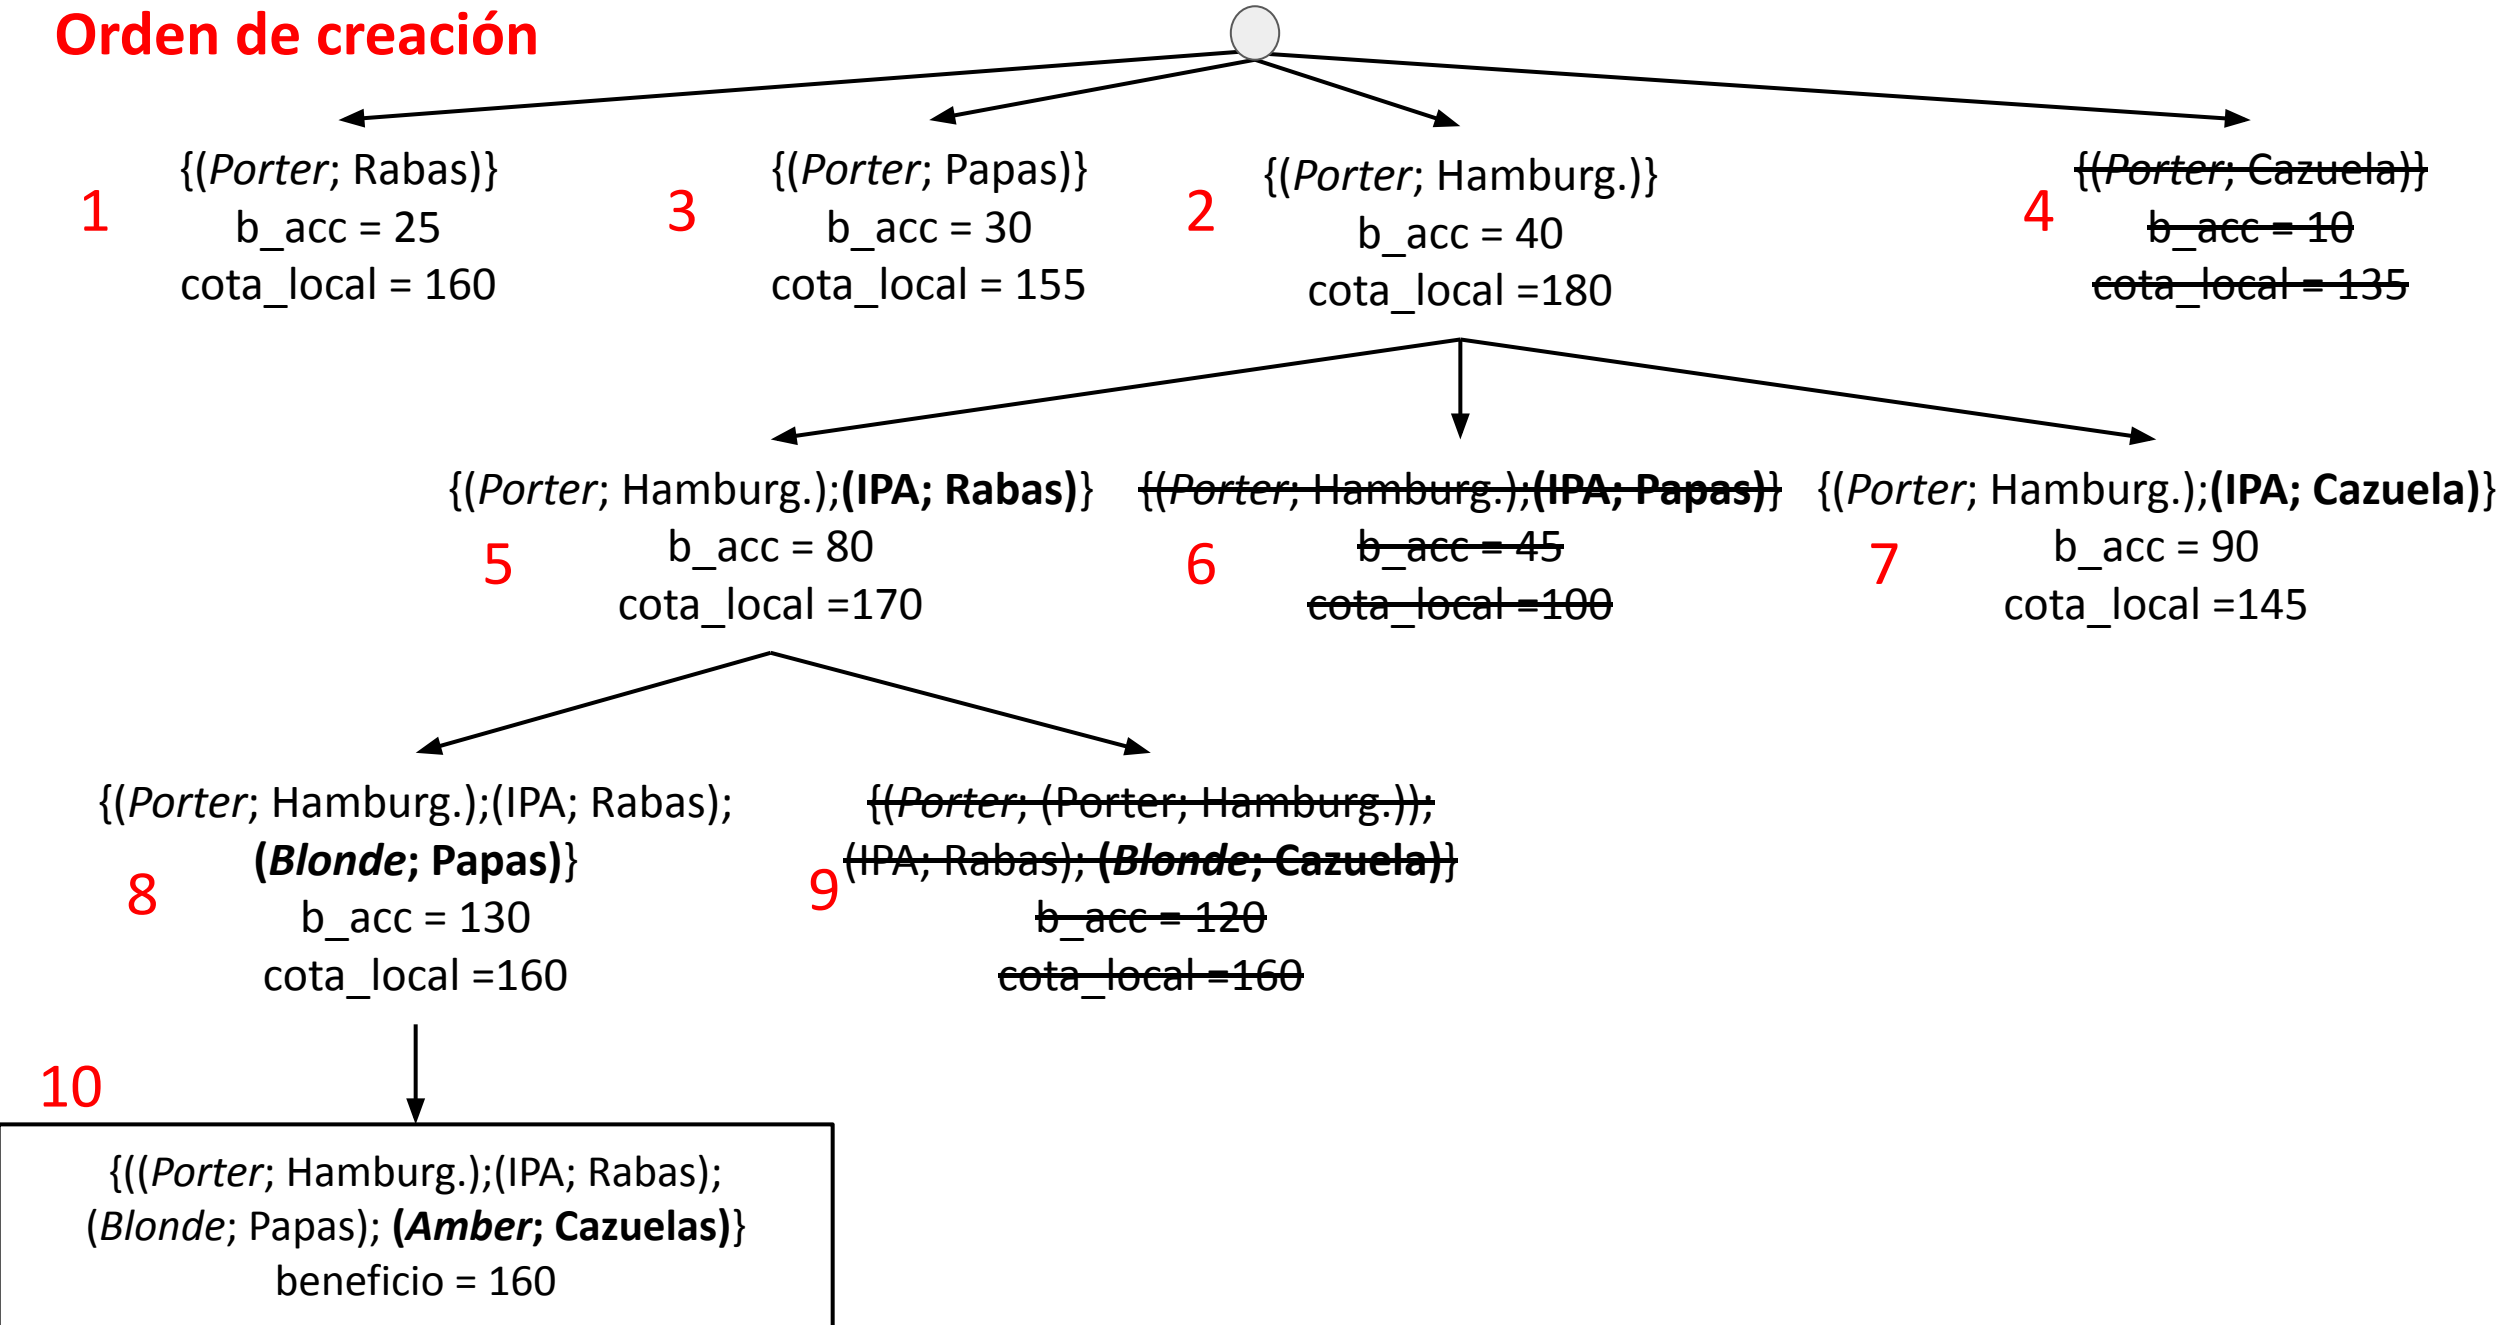 Orden de creación
1
{(Porter; Rabas)}
b_acc = 25
cota_local = 160
3
{(Porter; Papas)}
b_acc = 30
cota_local = 155
2
{(Porter; Hamburg.)}
b_acc = 40
cota_local =180
4
{(Porter; Cazuela)}
b_acc = 10
cota_local = 135
5
{(Porter; Hamburg.);(IPA; Rabas)}
b_acc = 80
cota_local =170
6
{(Porter; Hamburg.);(IPA; Papas)}
b_acc = 45
cota_local =100
7
{(Porter; Hamburg.);(IPA; Cazuela)}
b_acc = 90
cota_local =145
8
{(Porter; Hamburg.);(IPA; Rabas);
(Blonde; Papas)}
b_acc = 130
cota_local =160
9
{(Porter; (Porter; Hamburg.));
(IPA; Rabas); (Blonde; Cazuela)}
b_acc = 120
cota_local =160
10
{((Porter; Hamburg.);(IPA; Rabas);
(Blonde; Papas); (Amber; Cazuelas)}
beneficio = 160